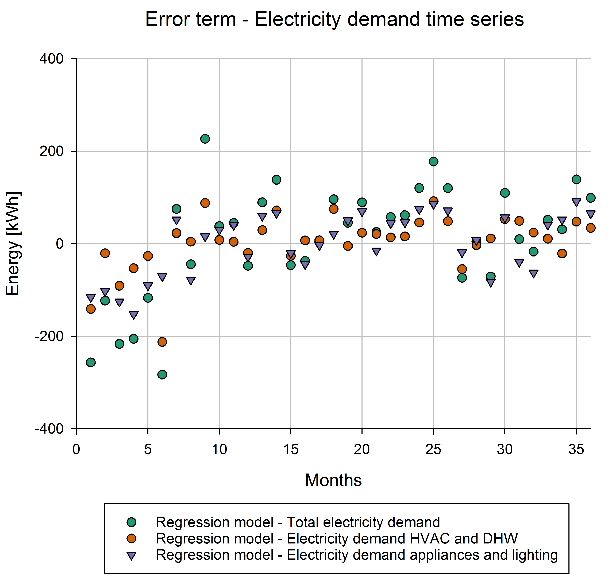 Error term - Electricity demand time series
400
200
0
-200
-400
Energy [kWh]
0 5 10 15 20 25 30 35
Months
Regression model - Total electricity demand
Regression model - Electricity demand HVAC and DHW
Regression model - Electricity demand appliances and lighting